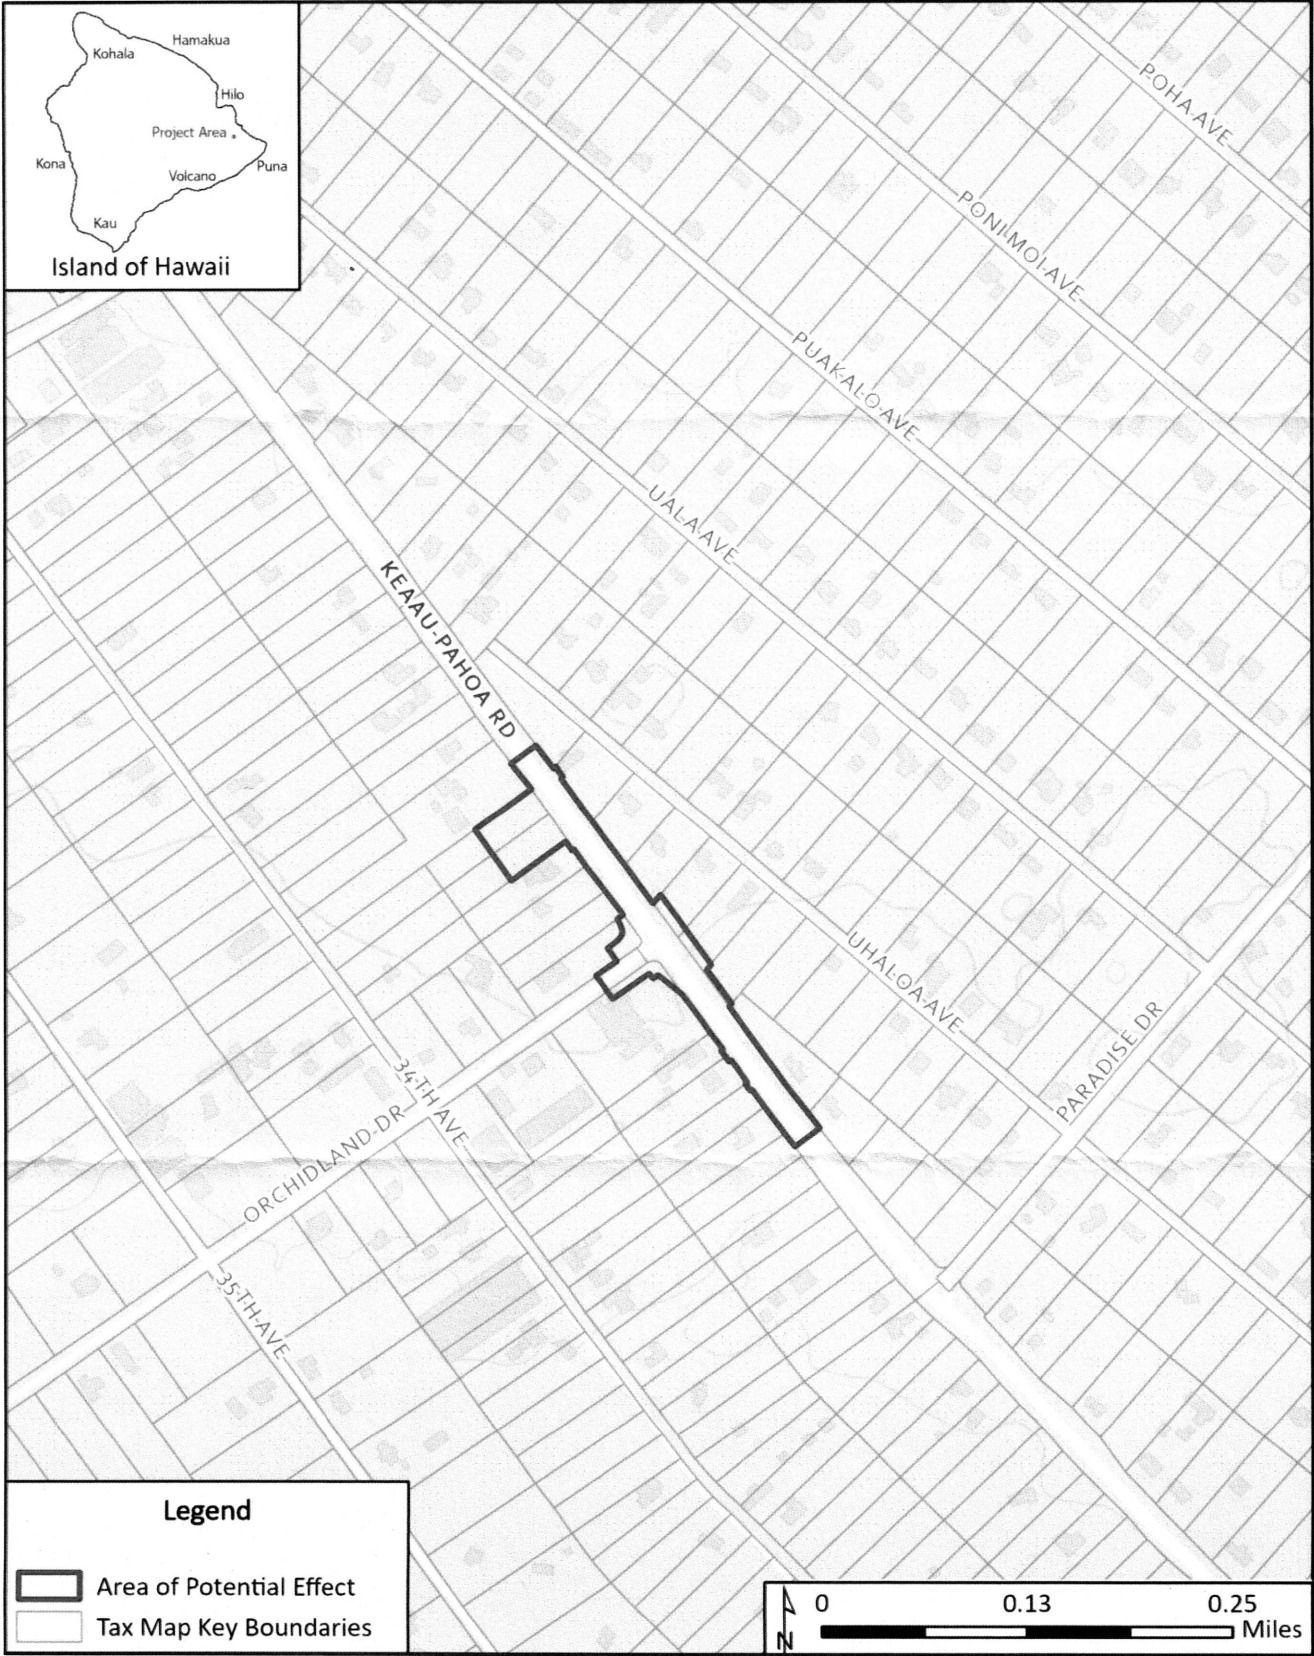 Kohala
Hamakua
Hilo
Project Area
Kona
Puna
Volcano
Kau
Island of Hawaii
POHA AVE
PONI MOI AVE
PUAKALO AVE
UALA AVE
KEAAU-PAHOA RD
UHALOA AVE
PARADISE DR
34TH AVE
ORCHIDLAND DR
35TH AVE
Legend
Area of Potential Effect
Tax Map Key Boundaries
N
0 0.13 0.25
Miles